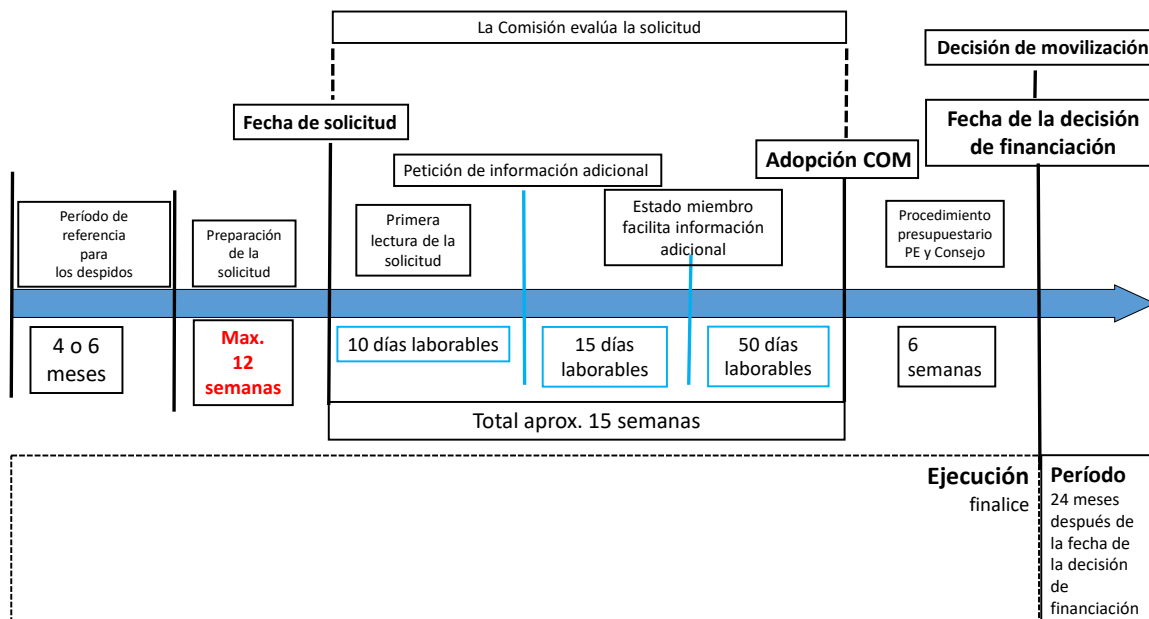 La Comisión evalúa la solicitud
Decisión de movilización
Fecha de solicitud
Fecha de la decisión
de financiación
Adopción COM
Petición de información adicional
Período de
referencia
para
los despidos
Preparación
de la
solicitud
Primera
lectura de la
solicitud
Estado miembro
facilita información
adicional
Procedimiento
presupuestario
PE y Consejo
4 o 6
meses
Max.
12
semanas
10 días laborables
15 días
laborables
50 días
laborables
6
semanas
Total aprox. 15 semanas
Ejecución
finalice
Período
24 meses
después de
la fecha de
la decisión
de
financiación